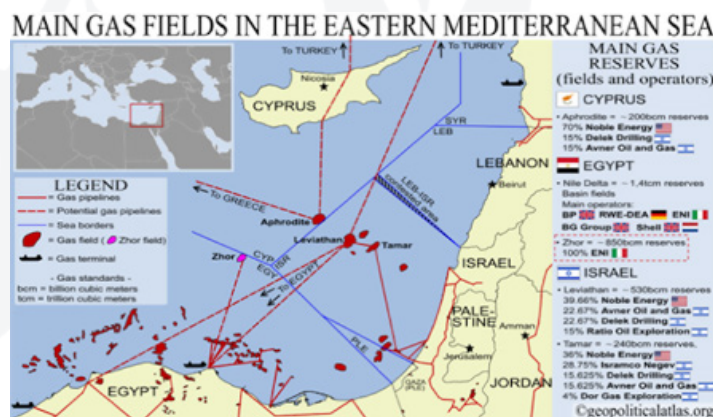 MAIN GAS FIELDS IN THE EASTERN MEDITERRANEAN SEA
To TURKEY
To TURKEY
Nicosia
CYPRUS
SYR
LEB
LEBANON
Beirut
LEB-ISR
contested area
To GREECE
Aphrodite
Leviathan
Tamar
Zhor
CYP
ISR
EGY
To EGYPT
ISRAEL
PALE-
STINE
Amman
Jerusalem
PLE
GAZA
(PLE)
EGYPT
JORDAN
LEGEND
= Gas pipelines
= Potential gas pipelines
= Sea borders
= Gas field ( Zhor field)
= Gas terminal
- Gas standards -
bcm = billion cubic meters
tcm = trillion cubic meters
MAIN GAS
RESERVES
(fields and operators)
CYPRUS
- Aphrodite = ~200bcm reserves
70% Noble Energy
15% Delek Drilling
15% Avner Oil and Gas
EGYPT
- Nile Delta = ~1,4tcm reserves
Basin fields
Main operators:
BP RWE-DEA ENI
BG Group Shell
- Zhor = ~850bcm reserves
100% ENI
ISRAEL
- Leviathan = ~530bcm reserves
39.66% Noble Energy
22.67% Avner Oil and Gas
22.67% Delek Drilling
15% Ratio Oil Exploration
- Tamar = ~240bcm reserves,
36% Noble Energy
28.75% Isramco Negev
15.625% Delek Drilling
15.625% Avner Oil and Gas
4% Dor Gas Exploration
©geopoliticalatlas.org